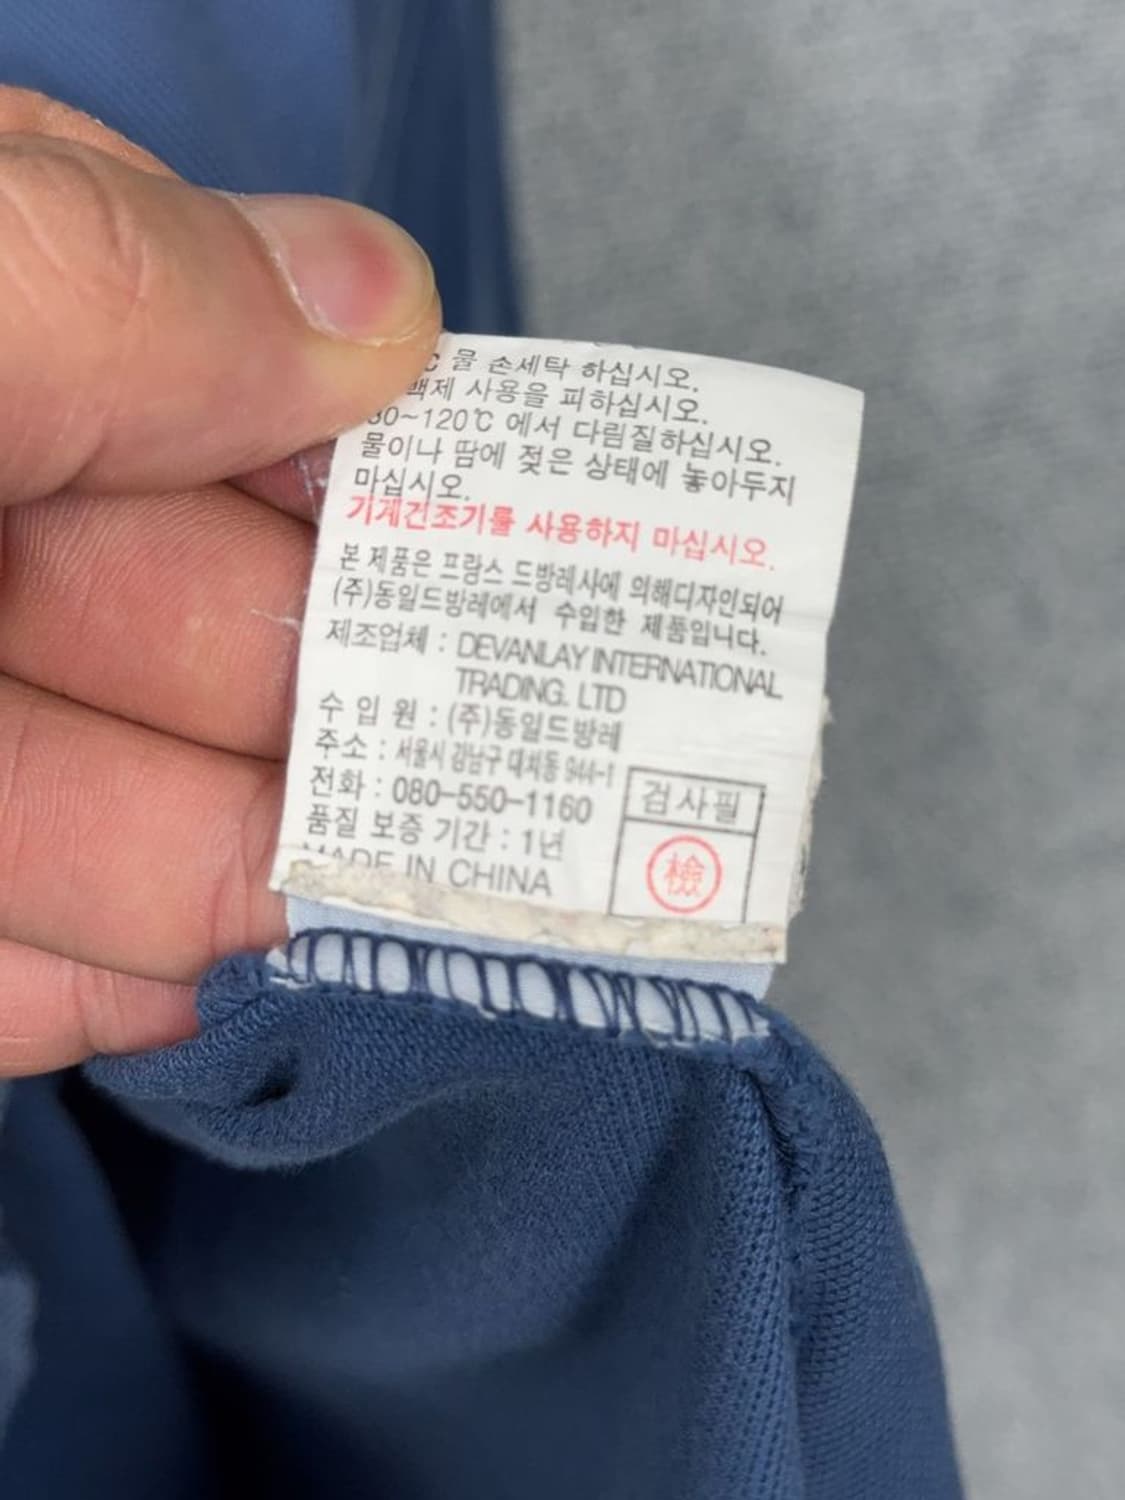 물 손세탁 하십시오.
백제 사용을 피하십시오.
80~120℃ 에서 다림질하십시오.
물이나 땀에 젖은 상태에 놓아두지
마십시오.
기계건조기를 사용하지 마십시오.
본 제품은 프랑스 드방레사에 의해디자인되어
(주)동일드방레에서 수입한 제품입니다.
제조업체 : DEVANLAY INTERNATIONAL
TRADING. LTD
수 입 원 : (주)동일드방레
주소 : 서울시 강남구 대치동 944-1
전화 : 080-550-1160
품질 보증 기간 : 1년
MADE IN CHINA
검사필
檢